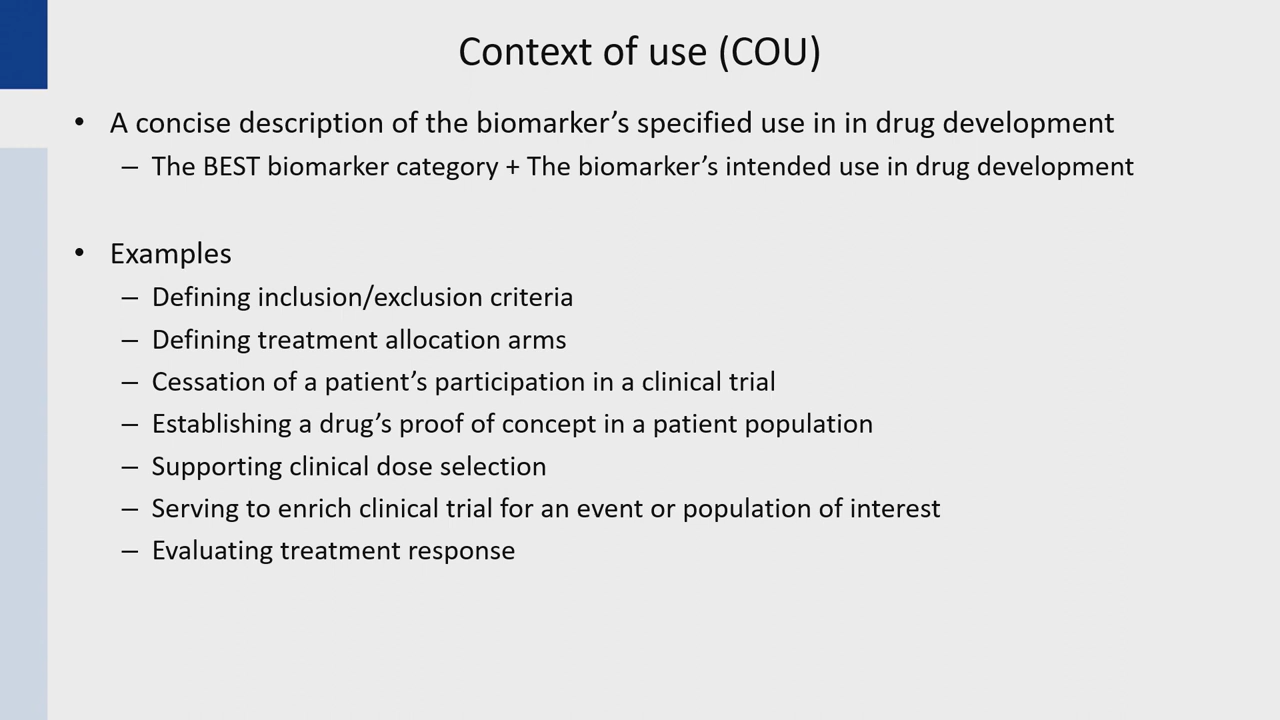 Context of use (COU)
• A concise description of the biomarker’s specified use in in drug development
– The BEST biomarker category + The biomarker’s intended use in drug development
• Examples
– Defining inclusion/exclusion criteria
– Defining treatment allocation arms
– Cessation of a patient’s participation in a clinical trial
– Establishing a drug’s proof of concept in a patient population
– Supporting clinical dose selection
– Serving to enrich clinical trial for an event or population of interest
– Evaluating treatment response